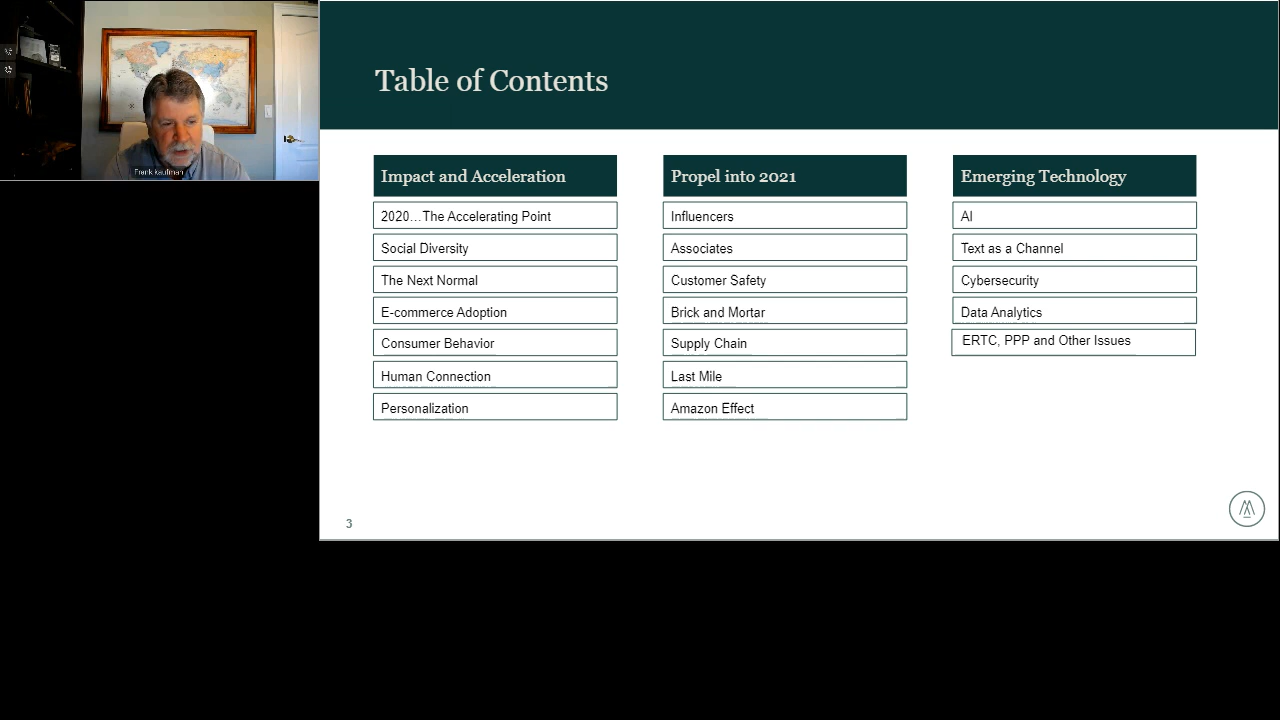 Frank kaufman
Table of Contents
Impact and Acceleration
2020...The Accelerating Point
Social Diversity
The Next Normal
E-commerce Adoption
Consumer Behavior
Human Connection
Personalization
Propel into 2021
Influencers
Associates
Customer Safety
Brick and Mortar
Supply Chain
Last Mile
Amazon Effect
Emerging Technology
AI
Text as a Channel
Cybersecurity
Data Analytics
ERTC, PPP and Other Issues
3